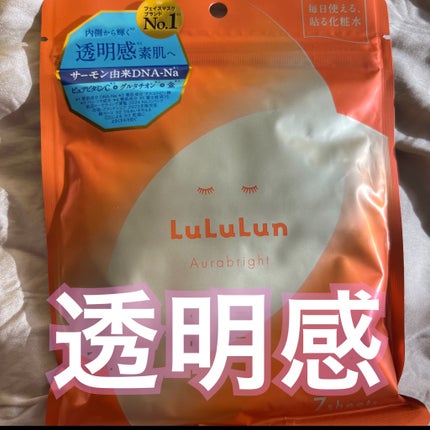 フェイスマスク
ブランド
No.1
毎日使える、
貼る化粧水
内側から輝く
透明感素肌へ
サーモン由来DNA-Na
ピュアビタミンC グルタチオン 金
LuLuLun
Aurabright
透明感
7 sheets